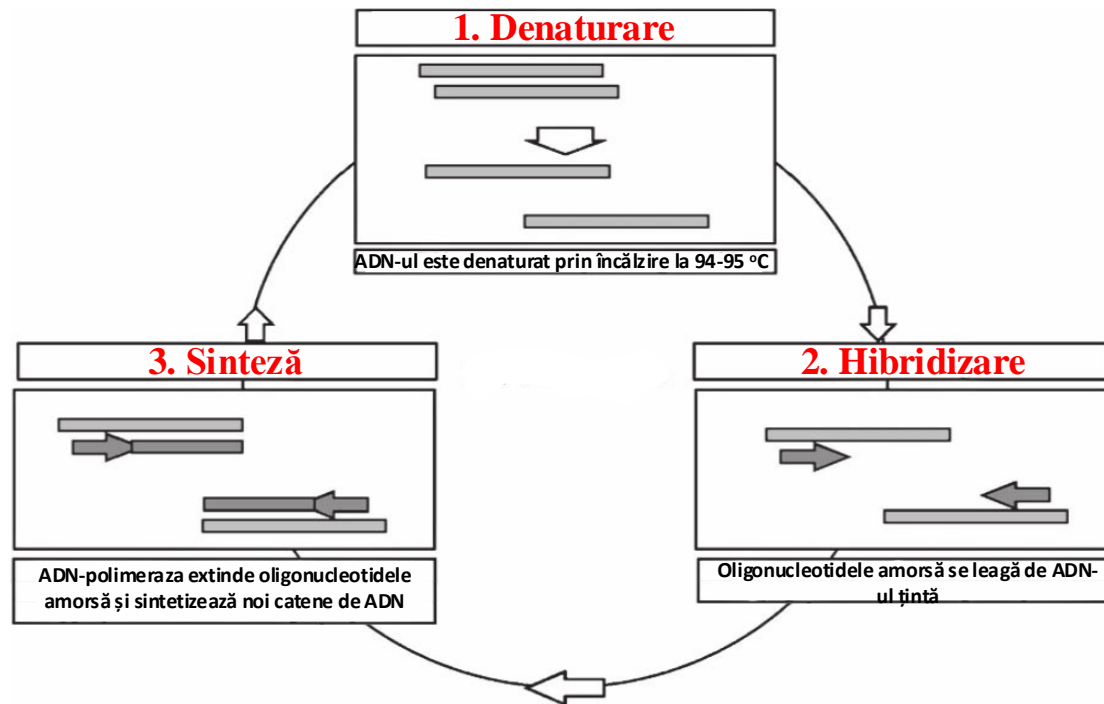 1. Denaturare
ADN-ul este denaturat prin încălzire la 94-95 °C
3. Sinteză
2. Hibridizare
ADN-polimeraza extinde oligonucleotidele
amorsă și sintetizează noi catene de ADN
Oligonucleotidele amorsă se leagă de ADN-
ul țintă